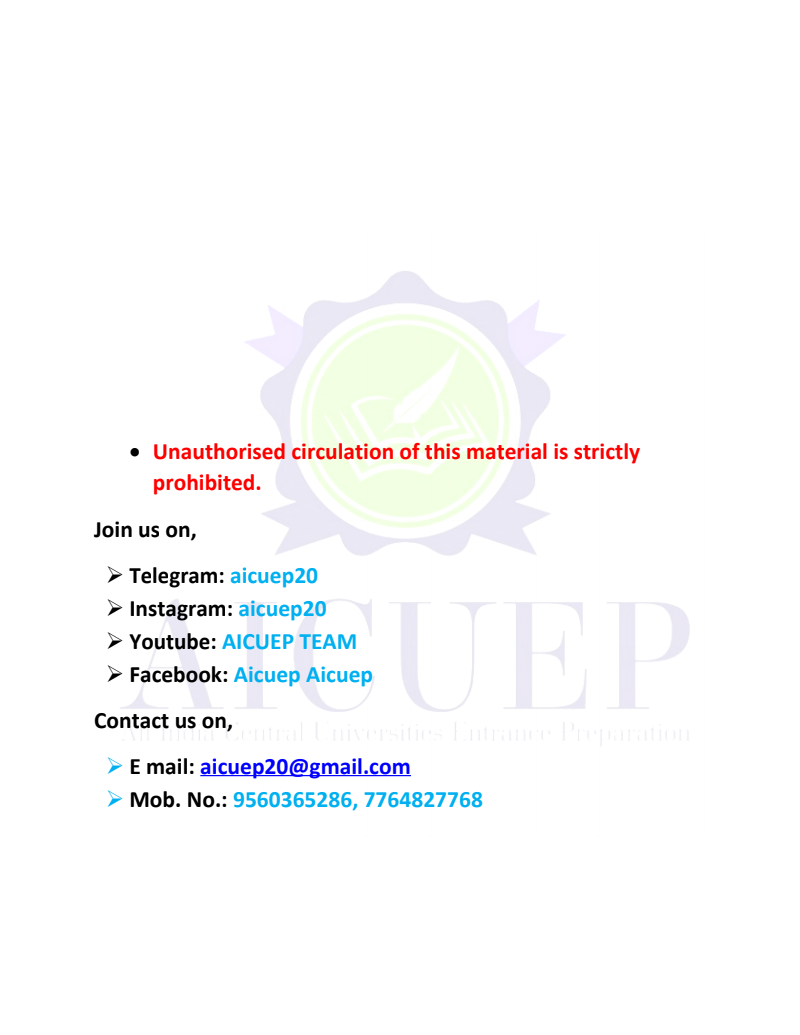 • Unauthorised circulation of this material is strictly
prohibited.
Join us on,
➢ Telegram: aicuep20
➢ Instagram: aicuep20
➢ Youtube: AICUEP TEAM
➢ Facebook: Aicuep Aicuep
AICUEP
Contact us on,
All India Central Universities Entrance Preparation
➢ E mail: aicuep20@gmail.com
➢ Mob. No.: 9560365286, 7764827768